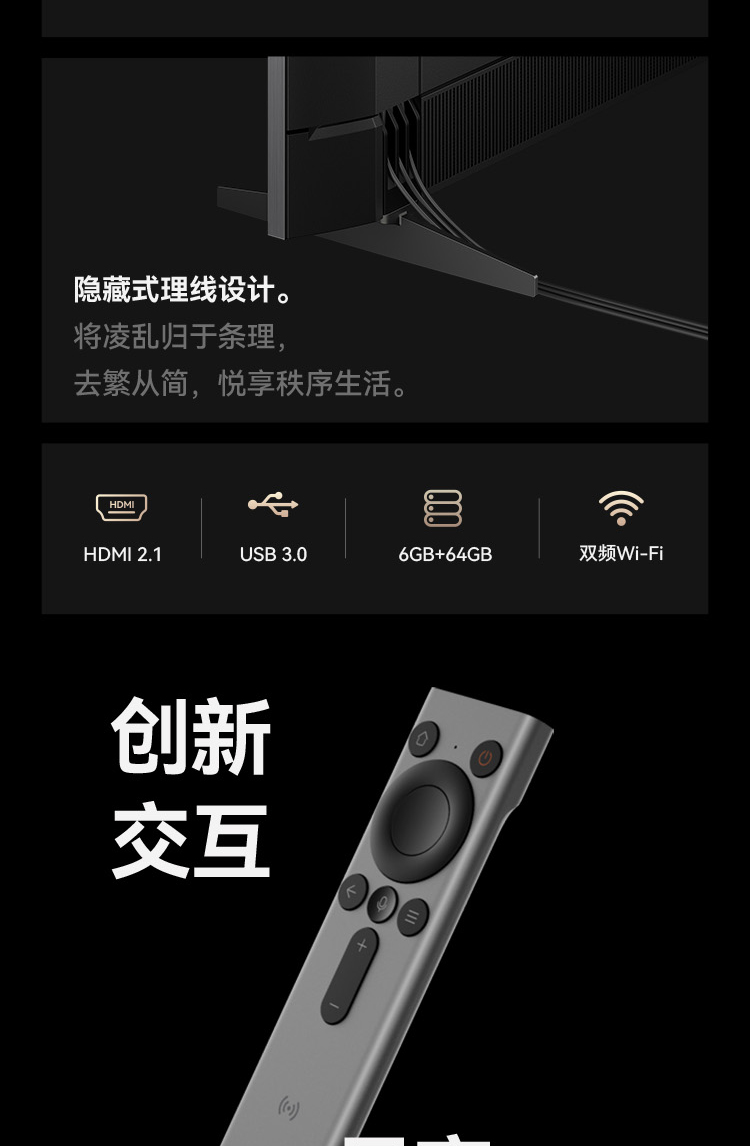 隐藏式理线设计。
将凌乱归于条理，
去繁从简，悦享秩序生活。
HDMI
HDMI 2.1
USB 3.0
6GB+64GB
双频Wi-Fi
创新
交互